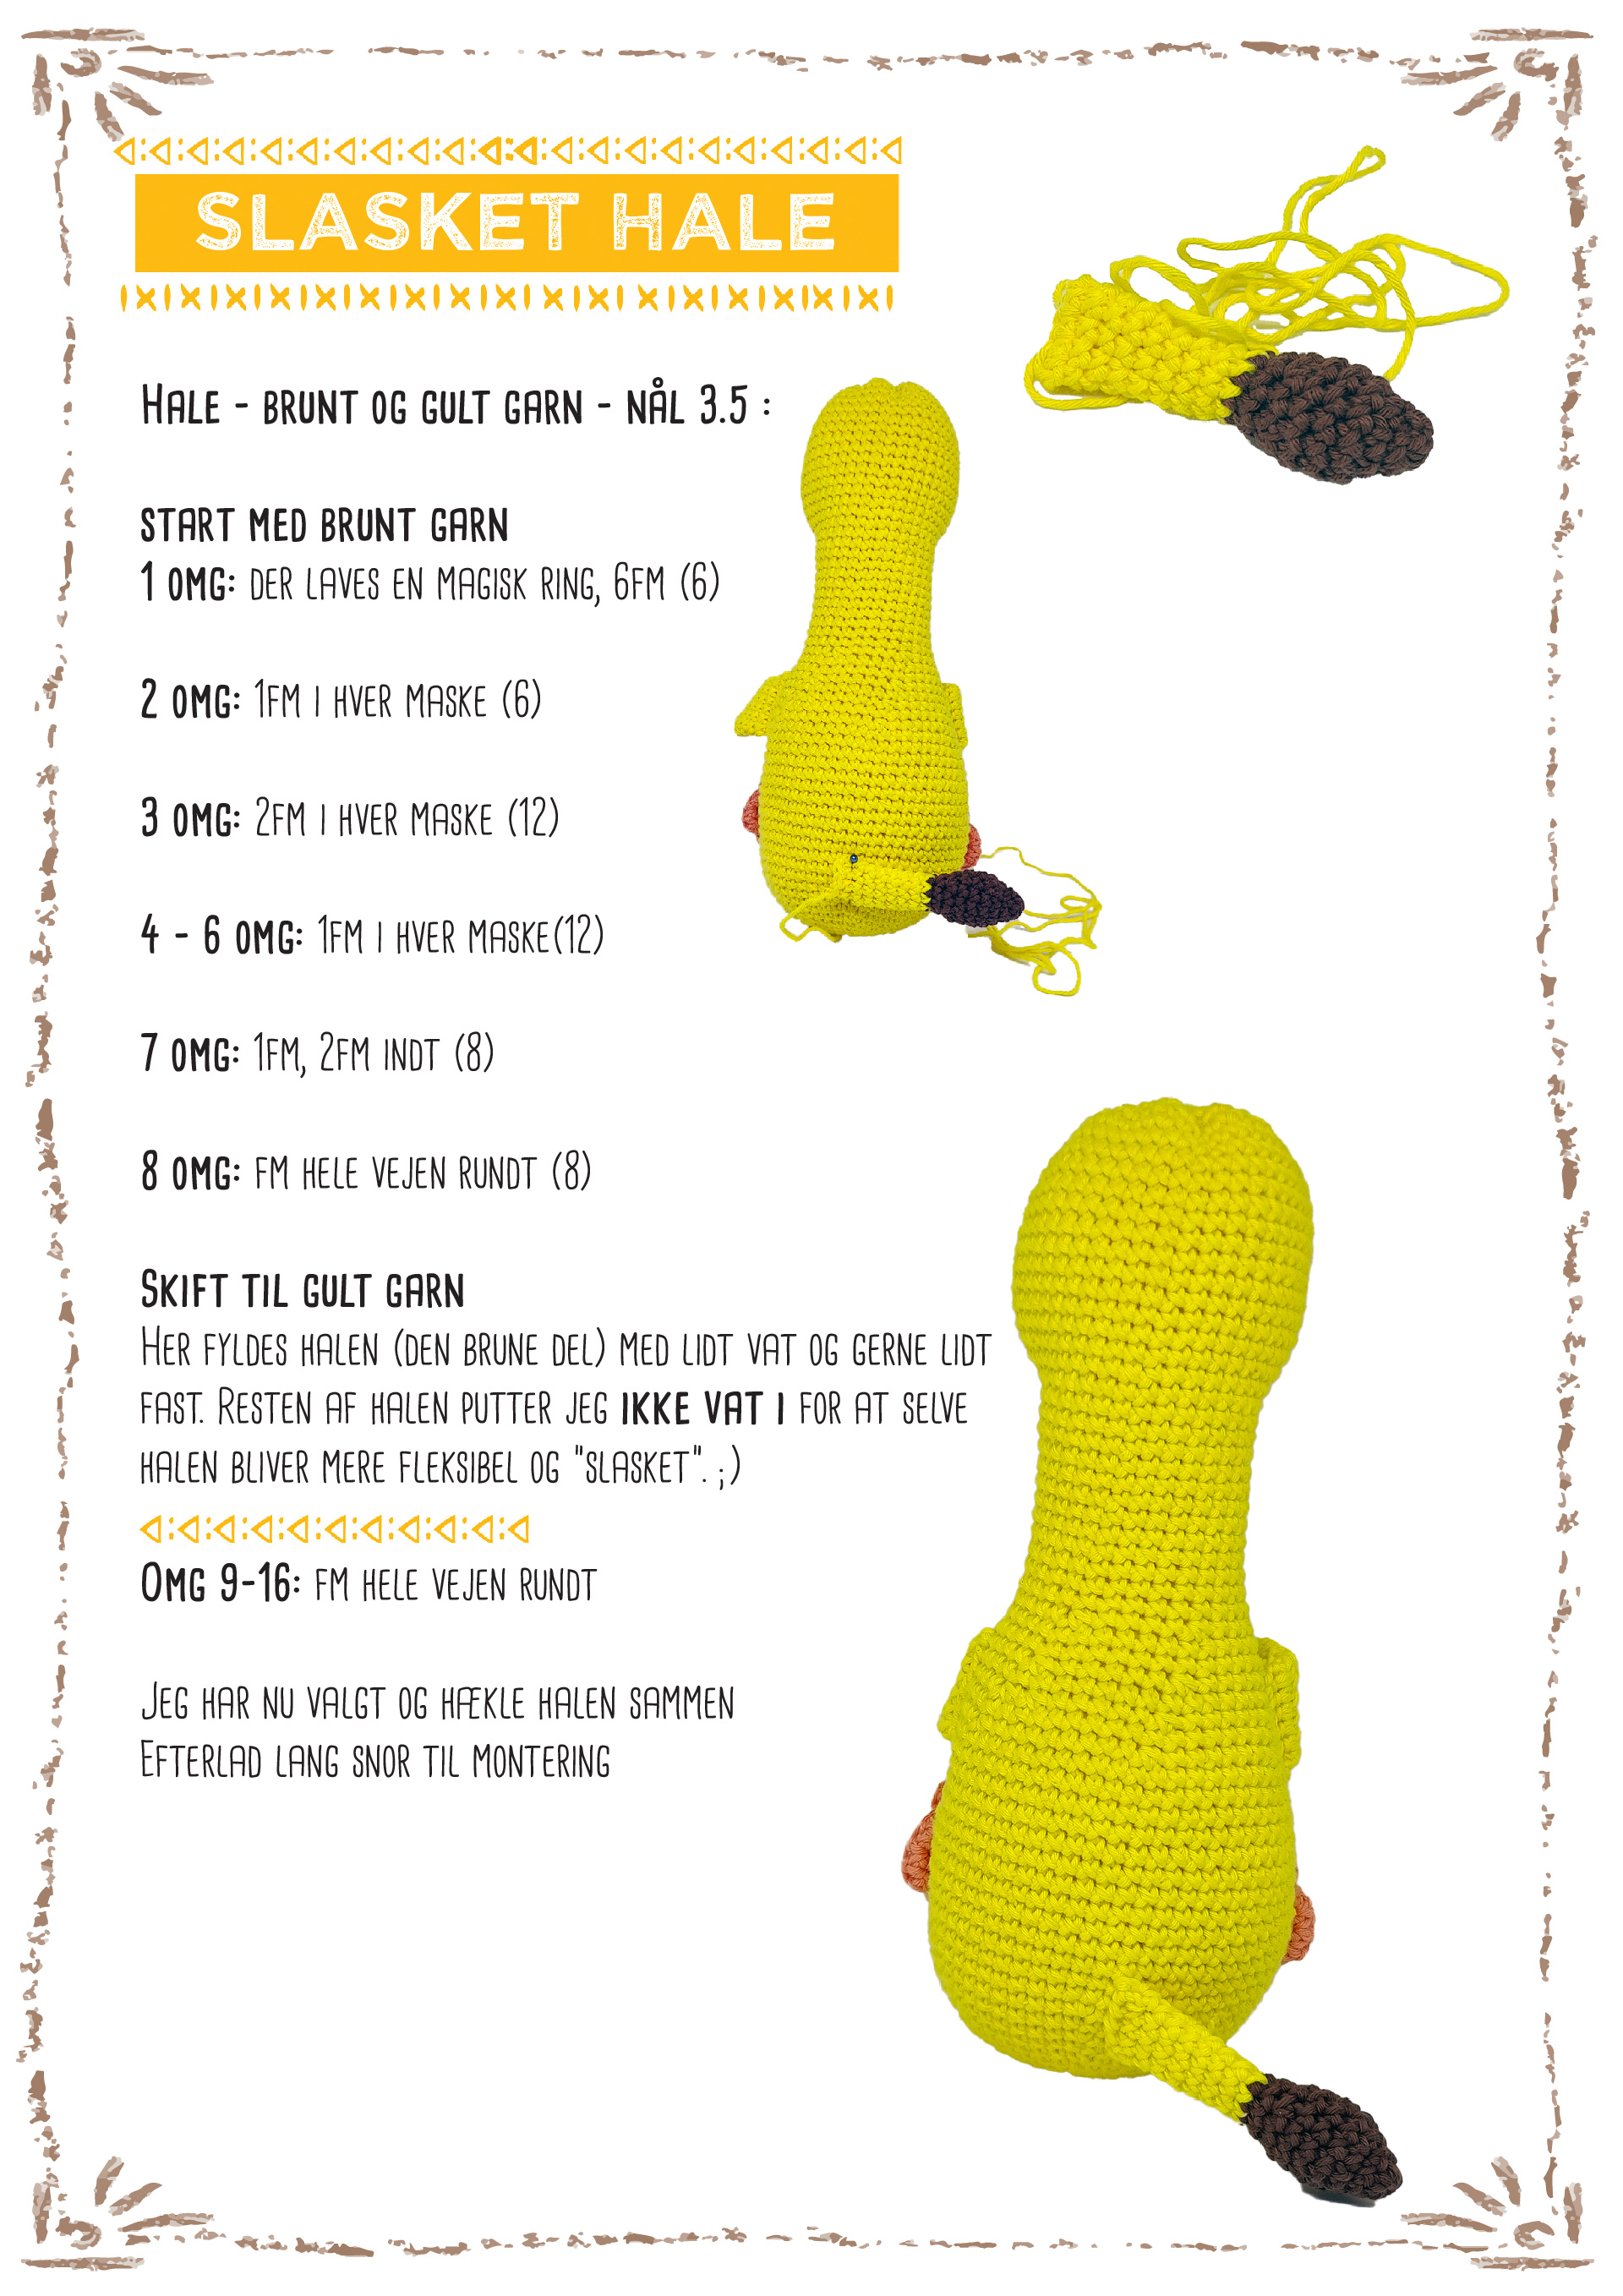 SLASKET HALE
HALE - BRUNT OG GULT GARN - NÅL 3.5 :
START MED BRUNT GARN
1 OMG: DER LAVES EN MAGISK RING, 6FM (6)
2 OMG: 1FM I HVER MASKE (6)
3 OMG: 2FM I HVER MASKE (12)
4 - 6 OMG: 1FM I HVER MASKE(12)
7 OMG: 1FM, 2FM INDT (8)
8 OMG: FM HELE VEJEN RUNDT (8)
SKIFT TIL GULT GARN
HER FYLDES HALEN (DEN BRUNE DEL) MED LIDT VAT OG GERNE LIDT
FAST. RESTEN AF HALEN PUTTER JEG IKKE VAT I FOR AT SELVE
HALEN BLIVER MERE FLEKSIBEL OG "SLASKET". ;)
OMG 9-16: FM HELE VEJEN RUNDT
JEG HAR NU VALGT OG HÆKLE HALEN SAMMEN
EFTERLAD LANG SNOR TIL MONTERING